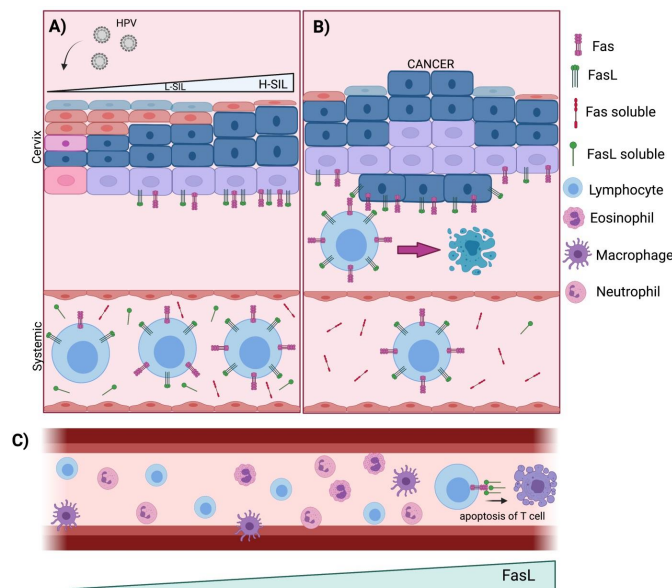 A)
HPV
L-SIL
H-SIL
Cervix
Systemic
B)
CANCER
Fas
FasL
Fas soluble
FasL soluble
Lymphocyte
Eosinophil
Macrophage
Neutrophil
C)
apoptosis of T cell
FasL